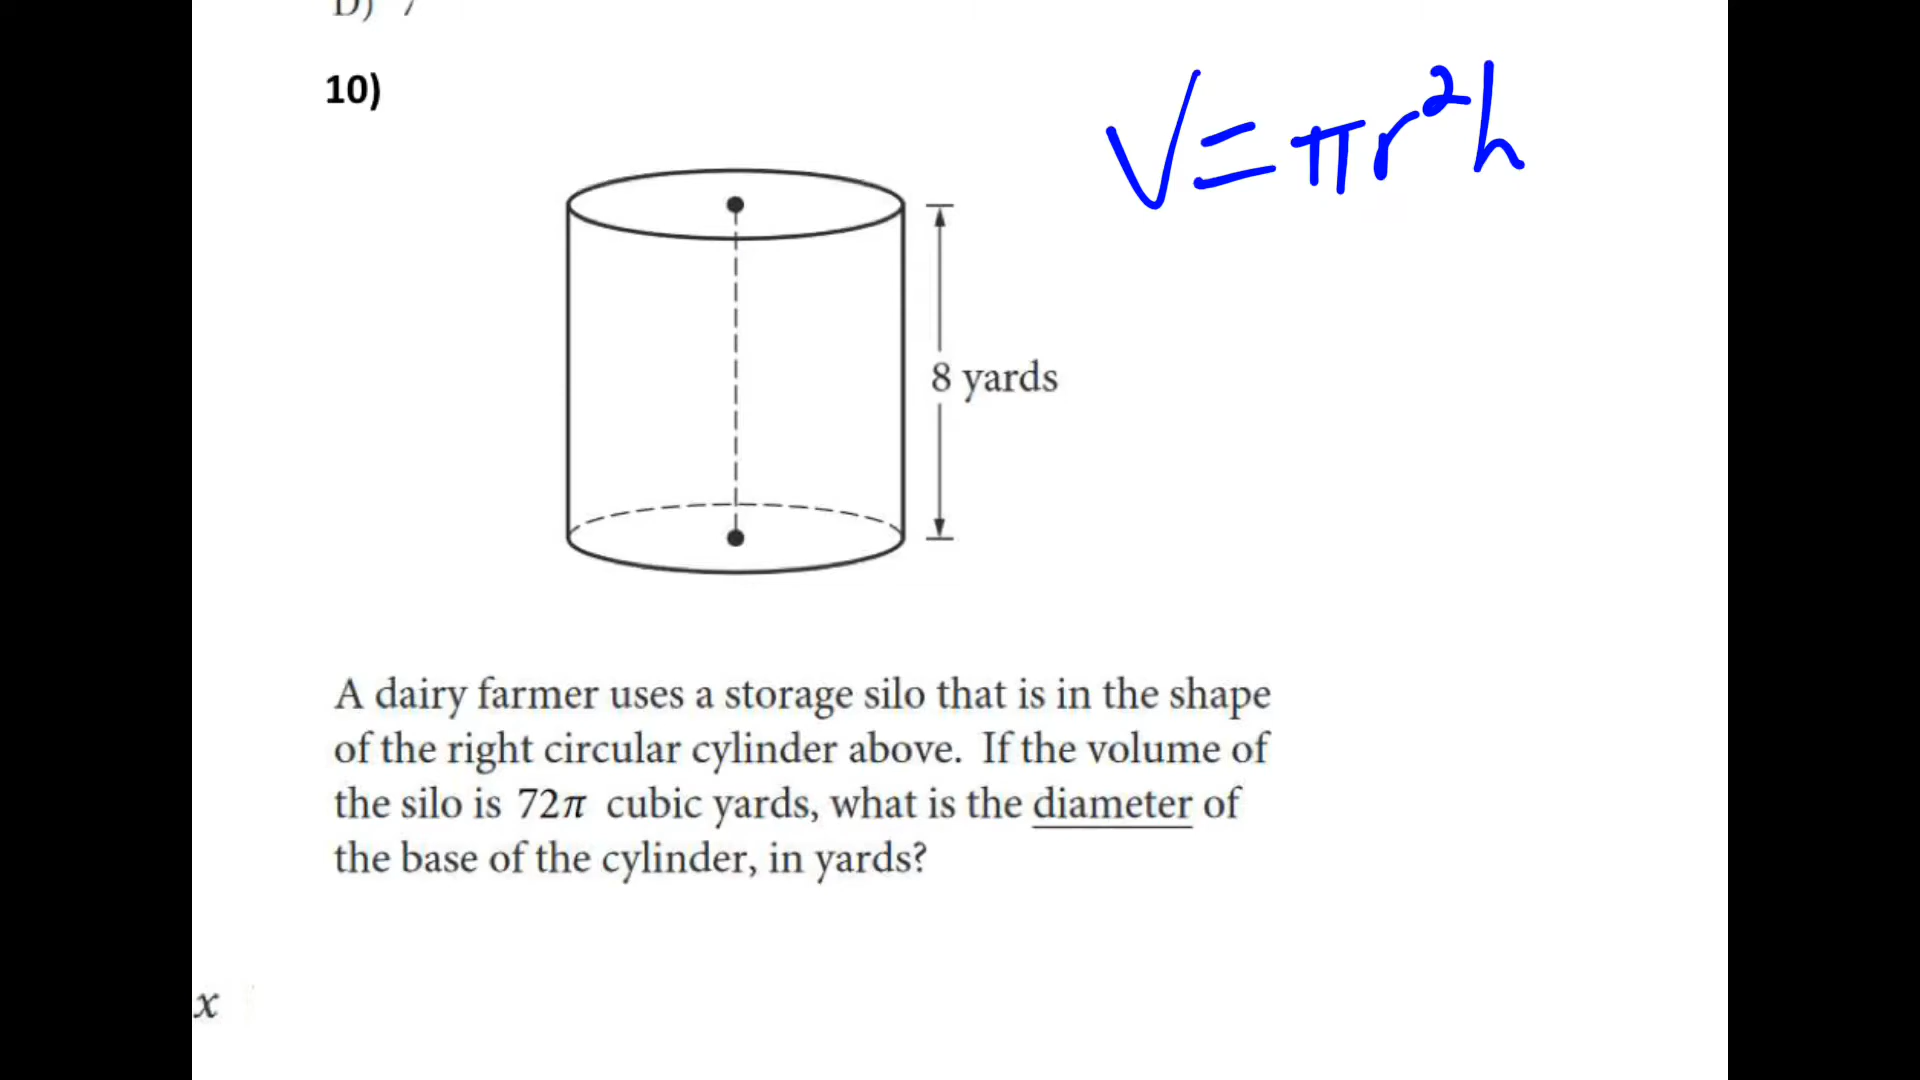 10)
V=πr²h
8 yards
A dairy farmer uses a storage silo that is in the shape
of the right circular cylinder above. If the volume of
the silo is 72π cubic yards, what is the diameter of
the base of the cylinder, in yards?
x